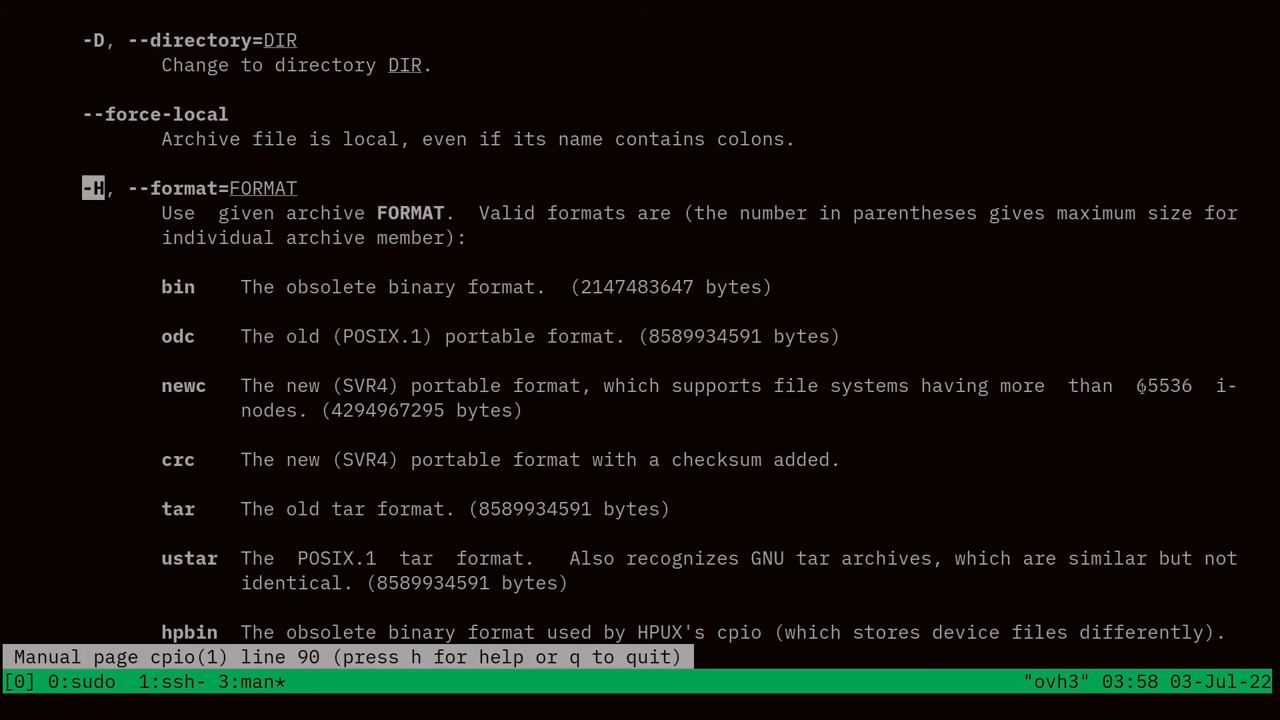 -D, --directory=DIR
Change to directory DIR.
--force-local
Archive file is local, even if its name contains colons.
-H, --format=FORMAT
Use  given archive FORMAT.  Valid formats are (the number in parentheses gives maximum size for
individual archive member):
bin    The obsolete binary format.  (2147483647 bytes)
odc    The old (POSIX.1) portable format. (8589934591 bytes)
newc   The new (SVR4) portable format, which supports file systems having more  than  65536  i-
nodes. (4294967295 bytes)
crc    The new (SVR4) portable format with a checksum added.
tar    The old tar format. (8589934591 bytes)
ustar  The  POSIX.1  tar  format.   Also recognizes GNU tar archives, which are similar but not
identical. (8589934591 bytes)
hpbin  The obsolete binary format used by HPUX's cpio (which stores device files differently).
Manual page cpio(1) line 90 (press h for help or q to quit)
[0] 0:sudo  1:ssh- 3:man* "ovh3" 03:58 03-Jul-22